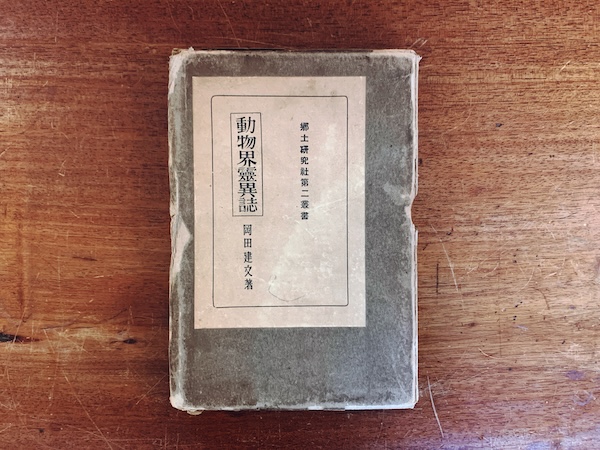 郷土研究社第二叢書
動物界靈異誌
岡田建文著